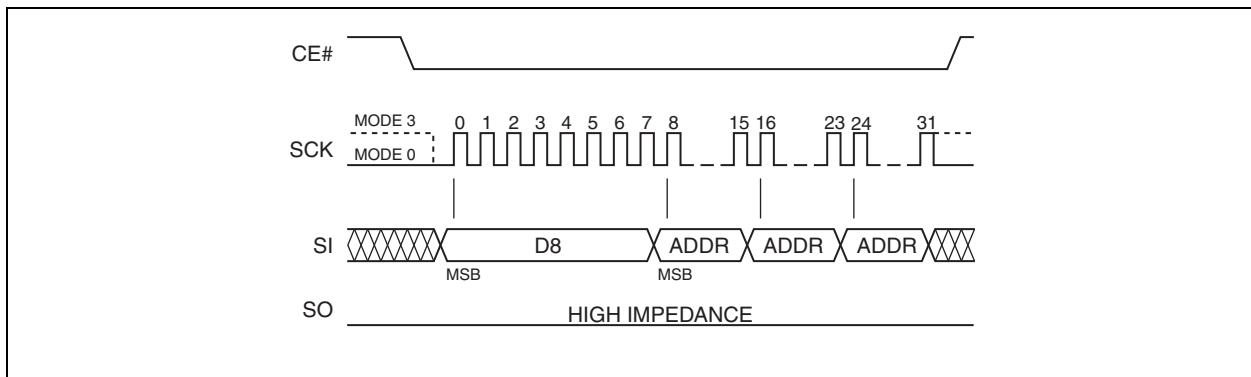 CE#
MODE 3
0 1 2 3 4 5 6 7 8 15 16 23 24 31
SCK
MODE 0
SI
D8 ADDR ADDR ADDR
MSB MSB
SO
HIGH IMPEDANCE